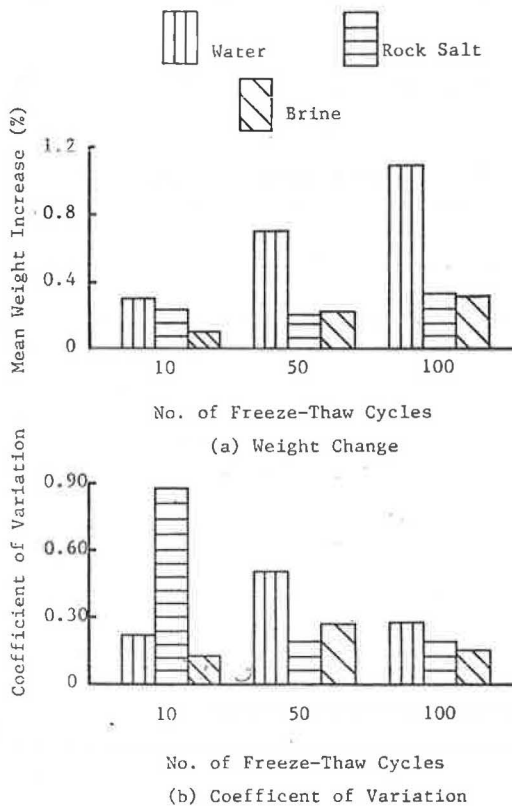 Water
Rock Salt
Brine
Mean Weight Increase (%)
1.2
0.8
0.4
0
10 50 100
No. of Freeze-Thaw Cycles
(a) Weight Change
Coofficient of Variation
0.90
0.60
0.30
0
10 50 100
No. of Freeze-Thaw Cycles
(b) Coefficent of Variation